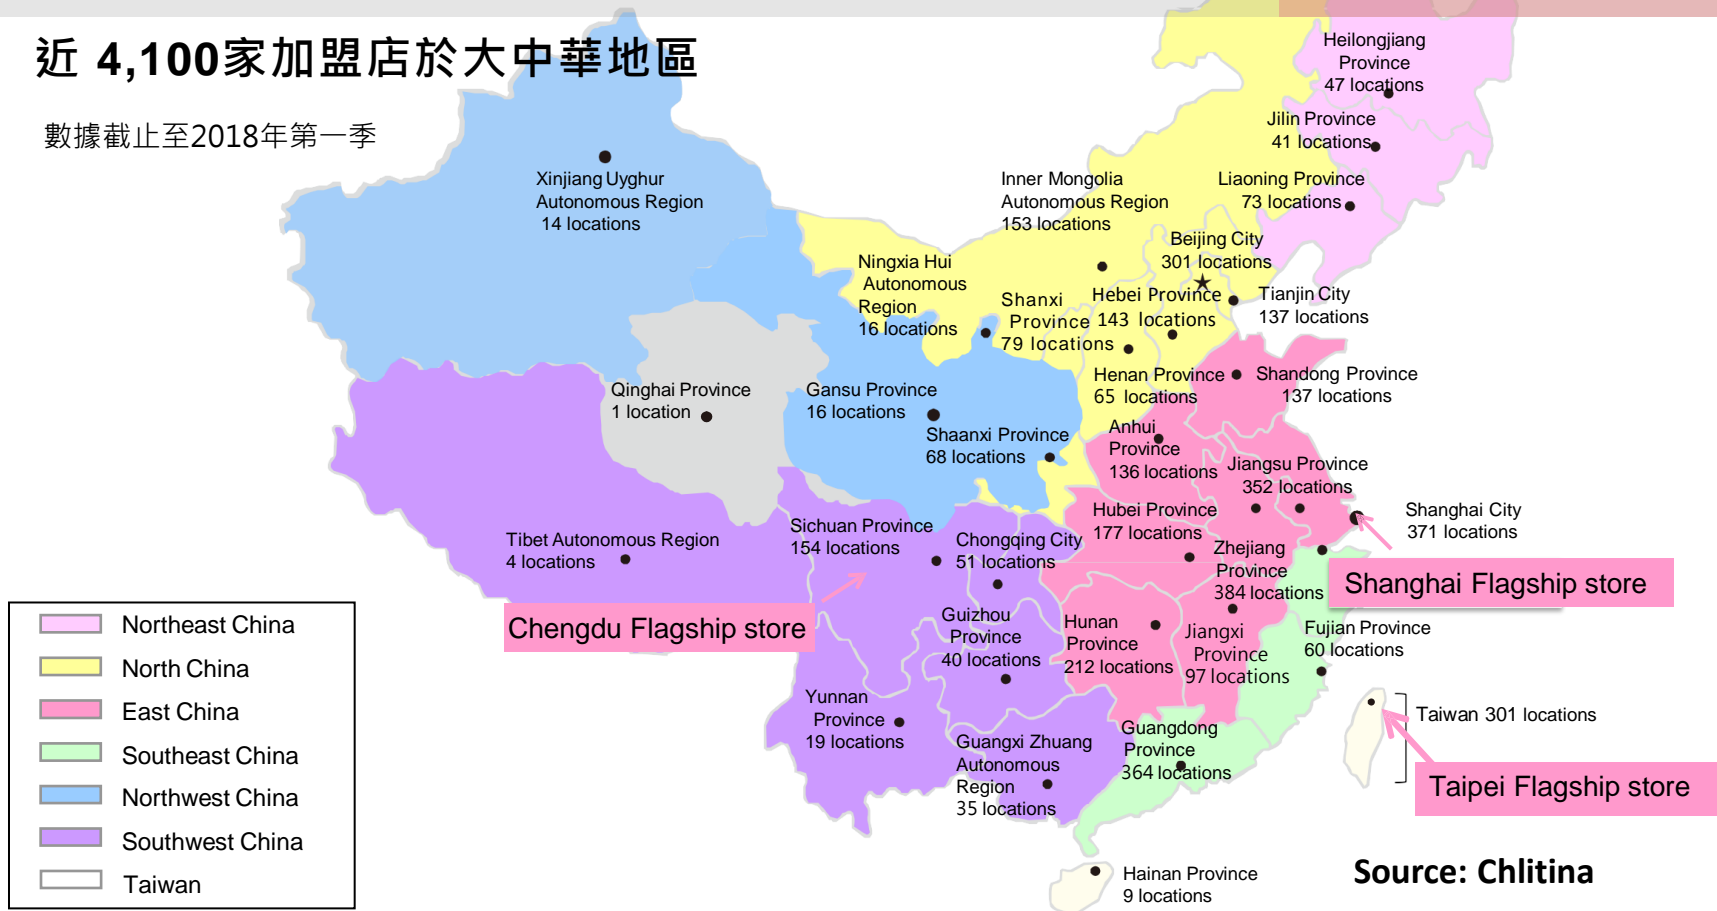 近 4,100家加盟店於大中華地區
數據截止至2018年第一季
Heilongjiang
Province
47 locations
Jilin Province
41 locations
Xinjiang Uyghur
Autonomous Region
14 locations
Inner Mongolia
Autonomous Region
153 locations
Liaoning Province
73 locations
Beijing City
301 locations
Ningxia Hui
Autonomous
Region
16 locations
Shanxi
Province
79 locations
Hebei Province
143 locations
Tianjin City
137 locations
Qinghai Province
1 location
Gansu Province
16 locations
Henan Province
65 locations
Shandong Province
137 locations
Shaanxi Province
68 locations
Anhui
Province
136 locations
Jiangsu Province
352 locations
Tibet Autonomous Region
4 locations
Sichuan Province
154 locations
Chongqing City
51 locations
Hubei Province
177 locations
Shanghai City
371 locations
Zhejiang
Province
384 locations
Shanghai Flagship store
Chengdu Flagship store
Guizhou
Province
40 locations
Hunan
Province
212 locations
Jiangxi
Province
97 locations
Fujian Province
60 locations
Yunnan
Province
19 locations
Guangxi Zhuang
Autonomous
Region
35 locations
Guangdong
Province
364 locations
Taiwan 301 locations
Taipei Flagship store
Hainan Province
9 locations
Northeast China
North China
East China
Southeast China
Northwest China
Southwest China
Taiwan
Source: Chlitina